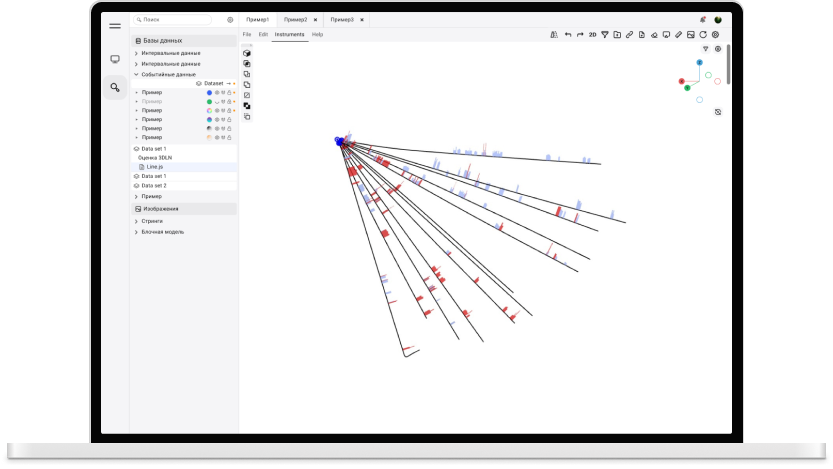 Поиск
Пример1
Пример2
Пример3
File Edit Instruments Help
2D
Базы данных
Интервальные данные
Интервальные данные
Событийные данные
Dataset
Пример
Пример
Пример
Пример
Пример
Пример
Data set 1
Оценка 3DLN
Line.js
Data set 1
Data set 2
Пример
Изображения
Стринги
Блочная модель